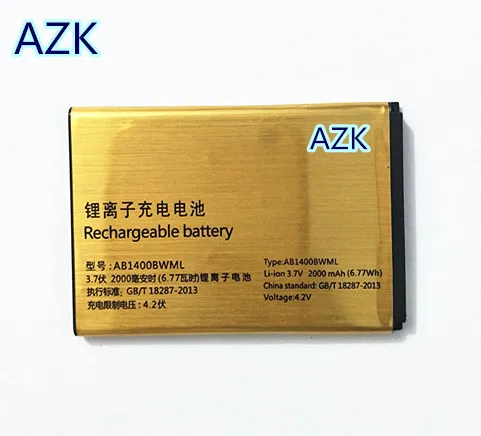 AZK
AZK
锂离子充电电池
Rechargeable battery
型号:AB1400BWML
3.7伏 2000毫安时(6.77瓦时)锂离子电池
执行标准: GB/T 18287-2013
充电限制电压:4.2伏
Type:AB1400BWML
Li-ion 3.7V 2000 mAh (6.77Wh)
China standard: GB/T 18287-2013
Voltage:4.2V